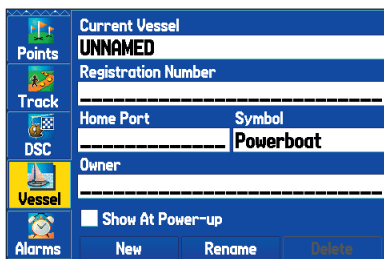 Points
Track
DSC
Vessel
Alarms
Current Vessel
UNNAMED
Registration Number
Home Port Symbol
Powerboat
Owner
Show At Power-up
New Rename Delete